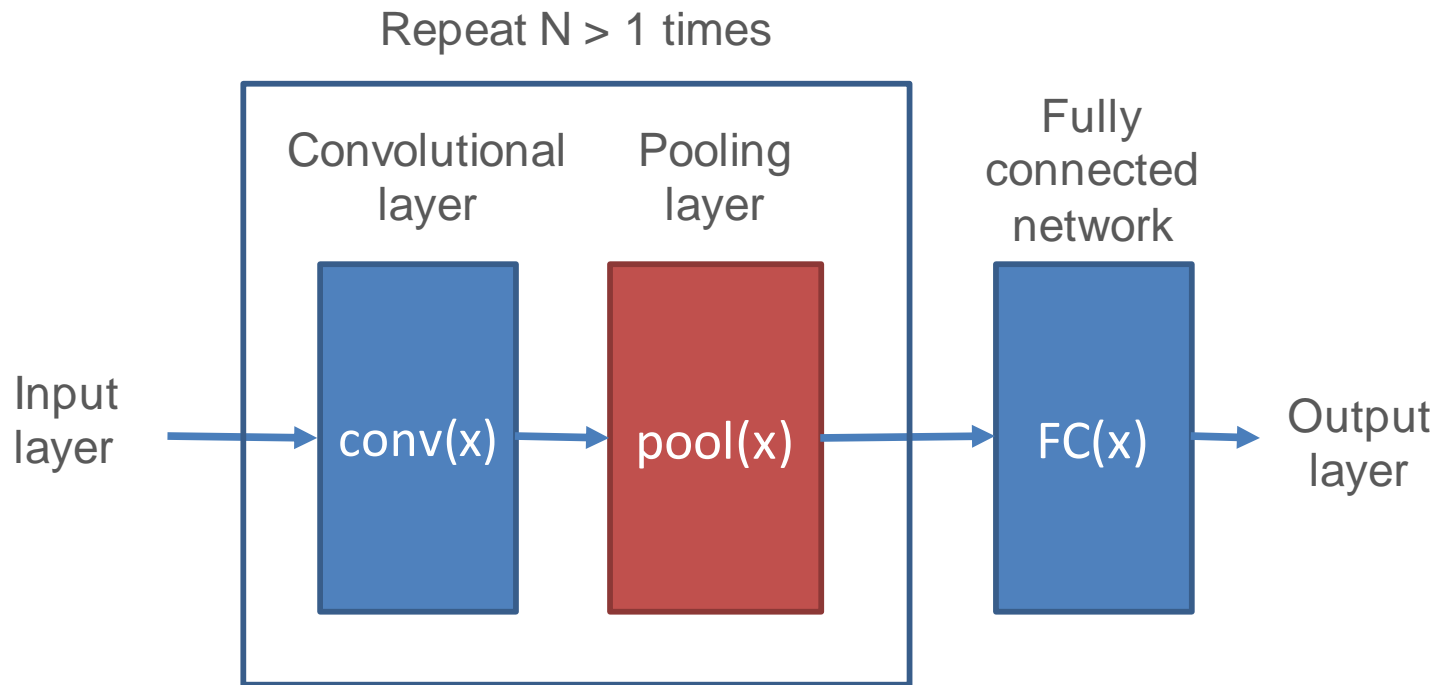 Repeat N > 1 times
Convolutional
layer
Pooling
layer
Fully
connected
network
Input
layer
conv(x)
pool(x)
FC(x)
Output
layer